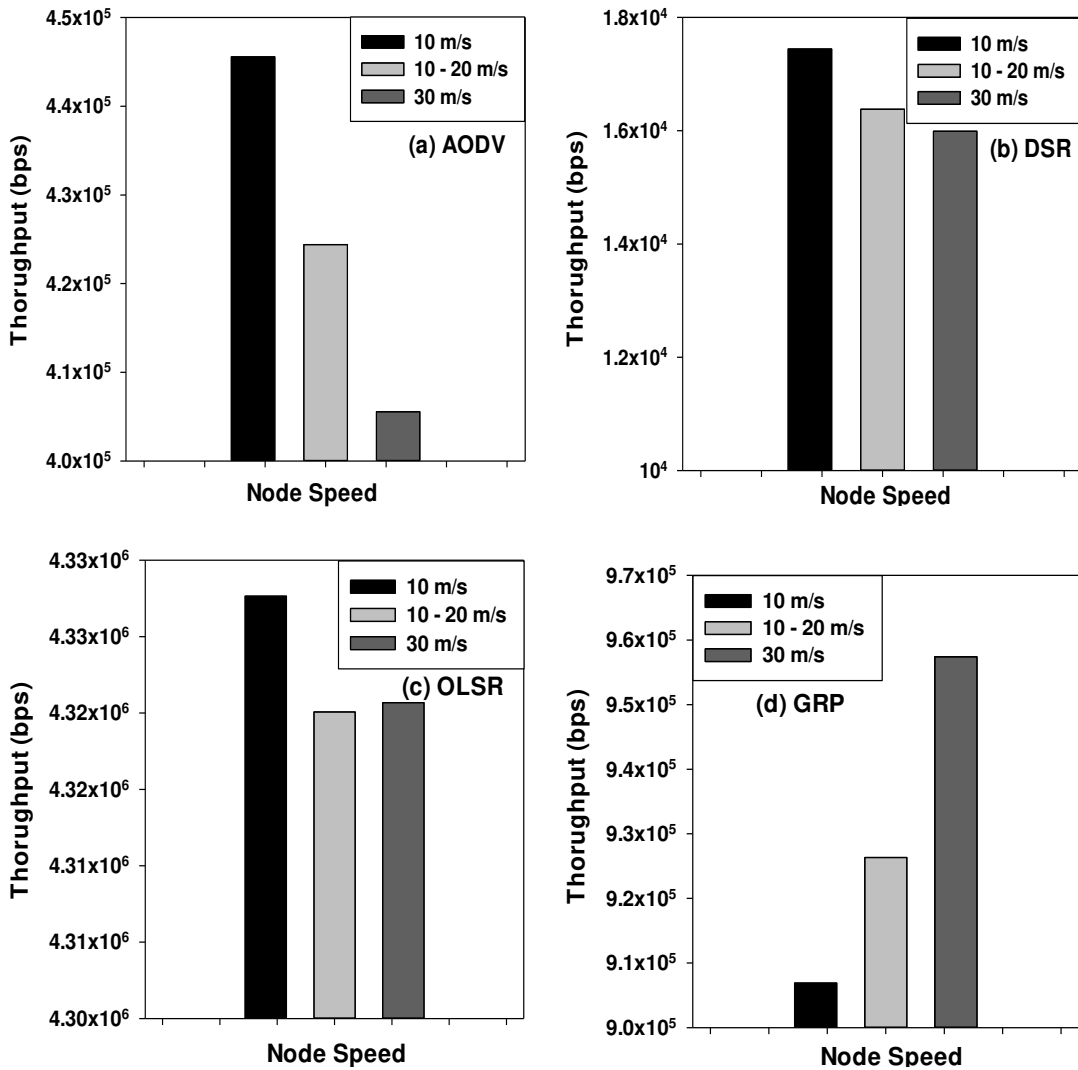 4.5x10⁵
4.4x10⁵
4.3x10⁵
4.2x10⁵
4.1x10⁵
4.0x10⁵
Thorughput (bps)
10 m/s
10 - 20 m/s
30 m/s
(a) AODV
Node Speed
1.8x10⁴
1.6x10⁴
1.4x10⁴
1.2x10⁴
10⁴
Thorughput (bps)
10 m/s
10 - 20 m/s
30 m/s
(b) DSR
Node Speed
4.33x10⁶
4.33x10⁶
4.32x10⁶
4.32x10⁶
4.31x10⁶
4.31x10⁶
4.30x10⁶
Thorughput (bps)
10 m/s
10 - 20 m/s
30 m/s
(c) OLSR
Node Speed
9.7x10⁵
9.6x10⁵
9.5x10⁵
9.4x10⁵
9.3x10⁵
9.2x10⁵
9.1x10⁵
9.0x10⁵
Thorughput (bps)
10 m/s
10 - 20 m/s
30 m/s
(d) GRP
Node Speed